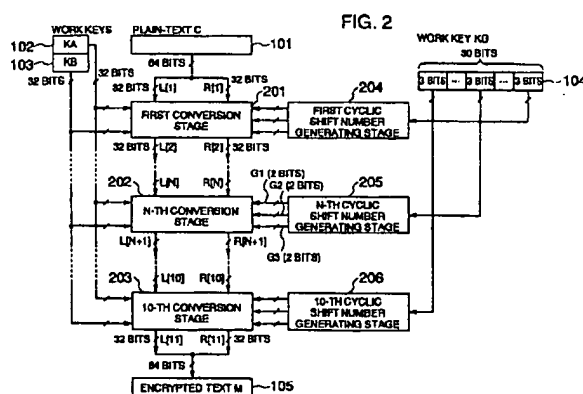 FIG. 2
WORK KEYS
102 KA
103 KB
PLAIN-TEXT C
101
64 BITS
WORK KEY KG
30 BITS
3 BITS ... 3 BITS ... 3 BITS
104
32 BITS
32 BITS
32 BITS L[1]
R[1] 32 BITS
201
204
FIRST CONVERSION
STAGE
FIRST CYCLIC
SHIFT NUMBER
GENERATING STAGE
32 BITS L[2]
R[2] 32 BITS
L[N]
R[N]
G1 (2 BITS)
G2 (2 BITS)
202
205
N-TH CONVERSION
STAGE
N-TH CYCLIC
SHIFT NUMBER
GENERATING STAGE
L[N+1]
R[N+1]
G3 (2 BITS)
203
L[10]
R[10]
206
10-TH CONVERSION
STAGE
10-TH CYCLIC
SHIFT NUMBER
GENERATING STAGE
32 BITS L[11]
R[11] 32 BITS
64 BITS
ENCRYPTED TEXT M
105